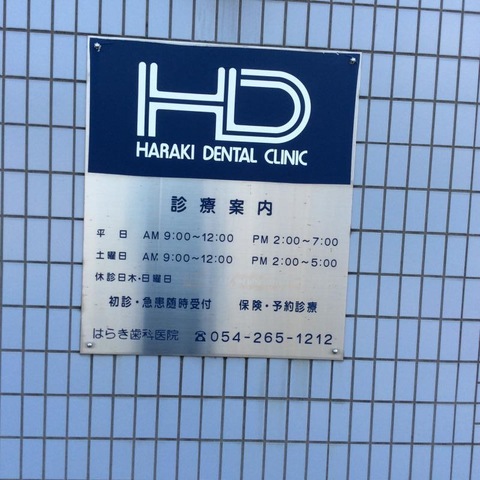 HD
HARAKI DENTAL CLINIC
診療案内
平 日 AM 9:00〜12:00 PM 2:00〜7:00
土曜日 AM 9:00〜12:00 PM 2:00〜5:00
休診日木・日曜日
初診・急患随時受付 保険・予約診療
はらき歯科医院 ☎054-265-1212